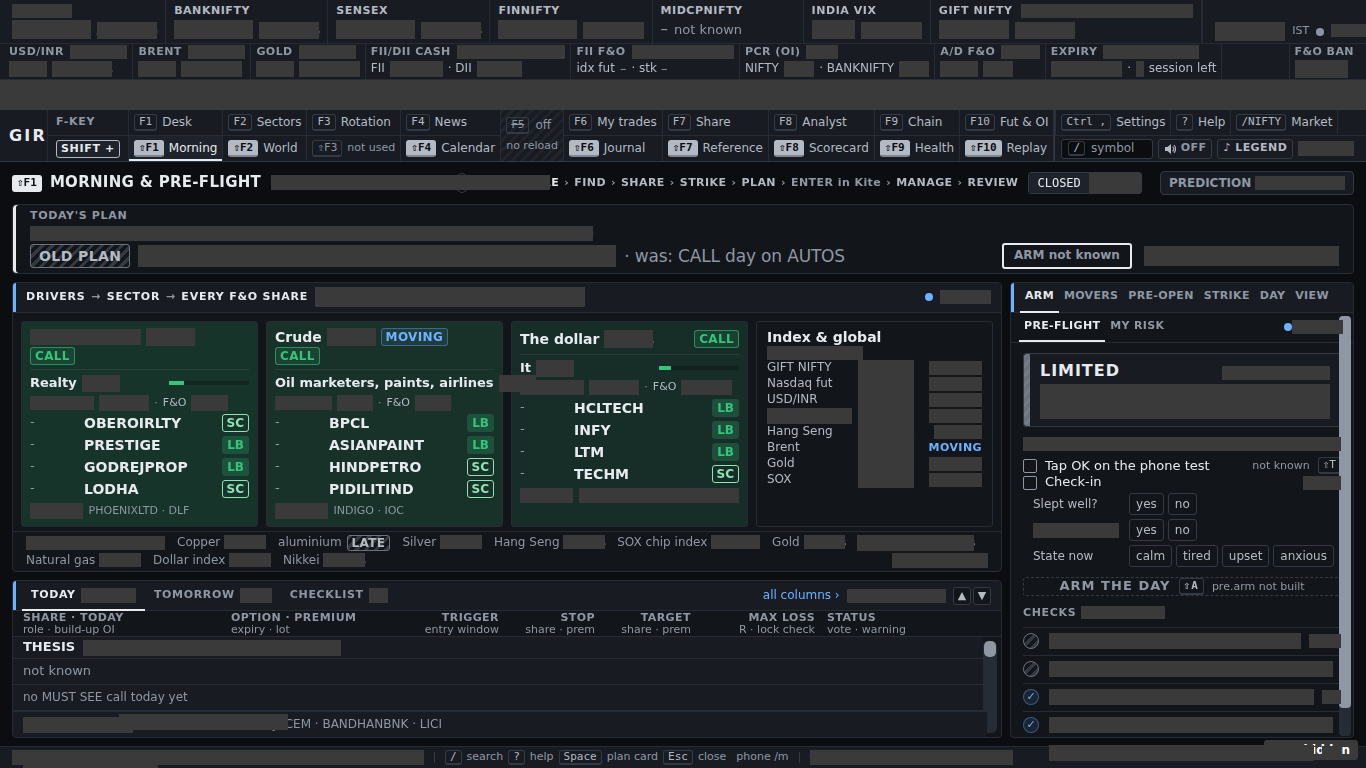 BANKNIFTY SENSEX FINNIFTY MIDCPNIFTY INDIA VIX GIFT NIFTY
– not known IST
USD/INR BRENT GOLD FII/DII CASH FII F&O PCR (OI) A/D F&O EXPIRY F&O BAN
FII · DII idx fut – · stk – NIFTY · BANKNIFTY · session left
GIR F-KEY F1 Desk F2 Sectors F3 Rotation F4 News F5 off F6 My trades F7 Share F8 Analyst F9 Chain F10 Fut & OI Ctrl , Settings ? Help /NIFTY Market
SHIFT + ⇧F1 Morning ⇧F2 World ⇧F3 not used ⇧F4 Calendar no reload ⇧F6 Journal ⇧F7 Reference ⇧F8 Scorecard ⇧F9 Health ⇧F10 Replay / symbol OFF ♪ LEGEND
⇧F1 MORNING & PRE-FLIGHT E › FIND › SHARE › STRIKE › PLAN › ENTER in Kite › MANAGE › REVIEW CLOSED PREDICTION
TODAY'S PLAN
OLD PLAN · was: CALL day on AUTOS ARM not known
DRIVERS → SECTOR → EVERY F&O SHARE
CALL
Realty
· F&O
- OBEROIRLTY SC
- PRESTIGE LB
- GODREJPROP LB
- LODHA SC
PHOENIXLTD · DLF
Crude MOVING
CALL
Oil marketers, paints, airlines
· F&O
- BPCL LB
- ASIANPAINT LB
- HINDPETRO SC
- PIDILITIND SC
INDIGO · IOC
The dollar CALL
It
· F&O
- HCLTECH LB
- INFY LB
- LTM LB
- TECHM SC
Index & global
GIFT NIFTY
Nasdaq fut
USD/INR
Hang Seng
Brent MOVING
Gold
SOX
Copper aluminium LATE Silver Hang Seng SOX chip index Gold
Natural gas Dollar index Nikkei
TODAY TOMORROW CHECKLIST all columns › ▲ ▼
SHARE · TODAY OPTION · PREMIUM TRIGGER STOP TARGET MAX LOSS STATUS
role · build-up OI expiry · lot entry window share · prem share · prem R · lock check vote · warning
THESIS
not known
no MUST SEE call today yet
CEM · BANDHANBNK · LICI
ARM MOVERS PRE-OPEN STRIKE DAY VIEW
PRE-FLIGHT MY RISK
LIMITED
Tap OK on the phone test not known ⇧T
Check-in
Slept well? yes no
yes no
State now calm tired upset anxious
ARM THE DAY ⇧A pre.arm not built
CHECKS
/ search ? help Space plan card Esc close phone /m